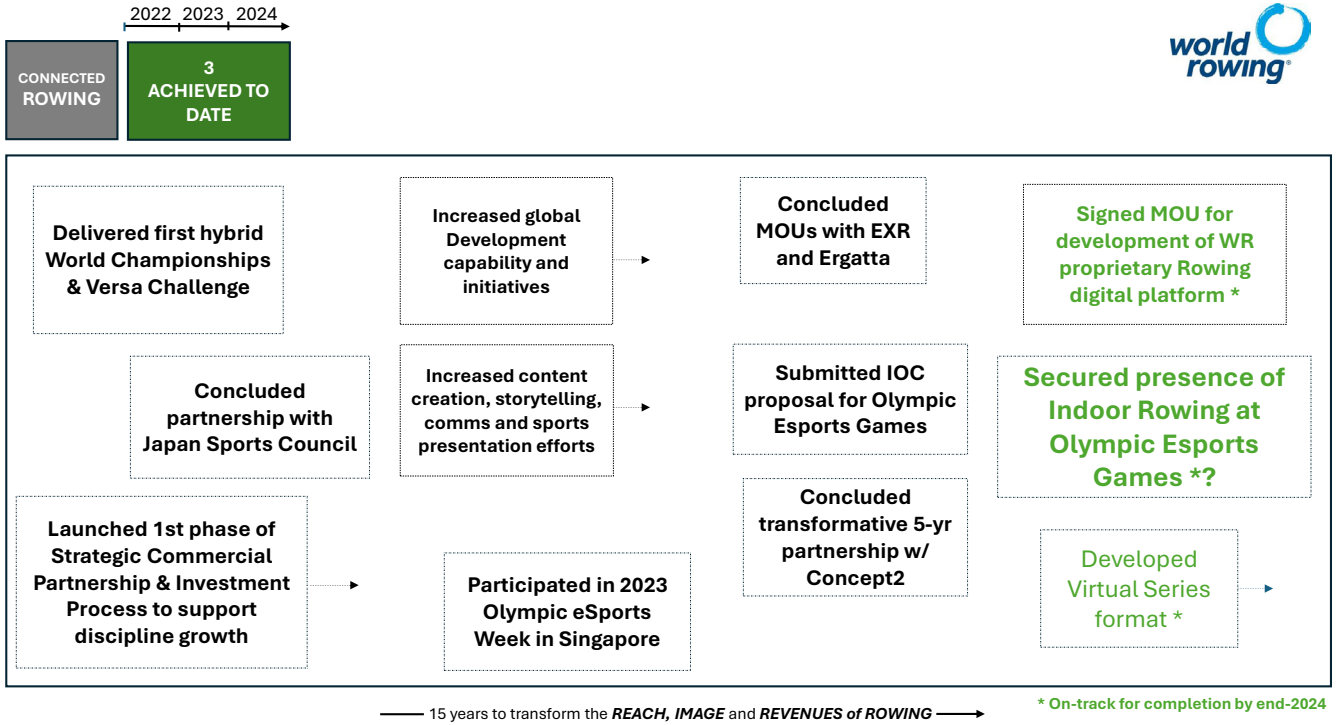 2022 2023 2024
CONNECTED
ROWING
3
ACHIEVED TO
DATE
world
rowing®
Delivered first hybrid
World Championships
& Versa Challenge
Increased global
Development
capability and
initiatives
Concluded
MOUs with EXR
and Ergatta
Signed MOU for
development of WR
proprietary Rowing
digital platform *
Concluded
partnership with
Japan Sports Council
Increased content
creation, storytelling,
comms and sports
presentation efforts
Submitted IOC
proposal for Olympic
Esports Games
Secured presence of
Indoor Rowing at
Olympic Esports
Games *?
Launched 1st phase of
Strategic Commercial
Partnership & Investment
Process to support
discipline growth
Participated in 2023
Olympic eSports
Week in Singapore
Concluded
transformative 5-yr
partnership w/
Concept2
Developed
Virtual Series
format *
15 years to transform the REACH, IMAGE and REVENUES of ROWING
* On-track for completion by end-2024